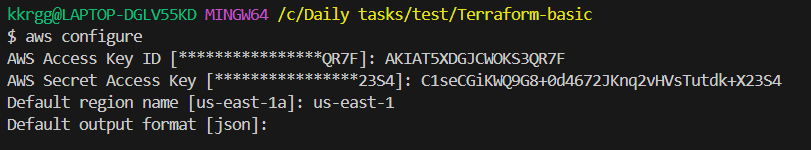 kkrgg@LAPTOP-DGLV55KD MINGW64 /c/Daily tasks/test/Terraform-basic
$ aws configure
AWS Access Key ID [****************QR7F]: AKIAT5XDGJCWOKS3QR7F
AWS Secret Access Key [****************23S4]: 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
Default region name [us-east-1a]: us-east-1
Default output format [json]: